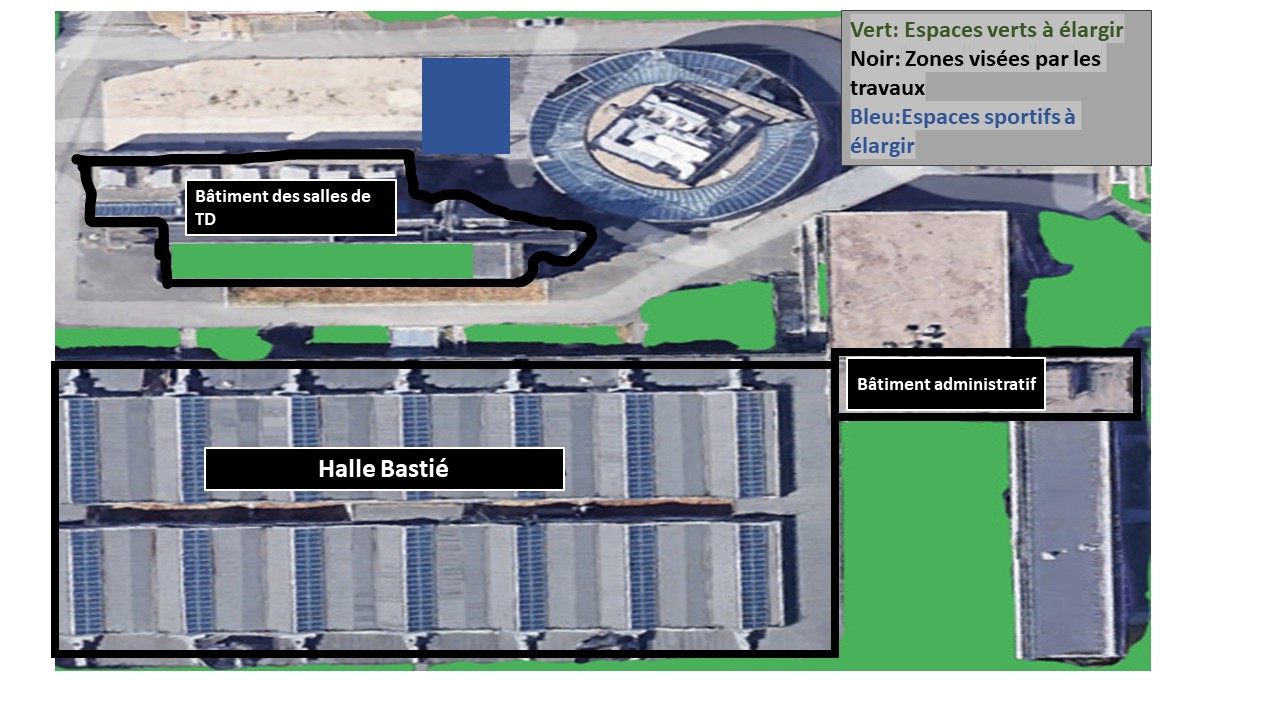 Vert: Espaces verts à élargir
Noir: Zones visées par les
travaux
Bleu:Espaces sportifs à
élargir
Bâtiment des salles de
TD
Bâtiment administratif
Halle Bastié